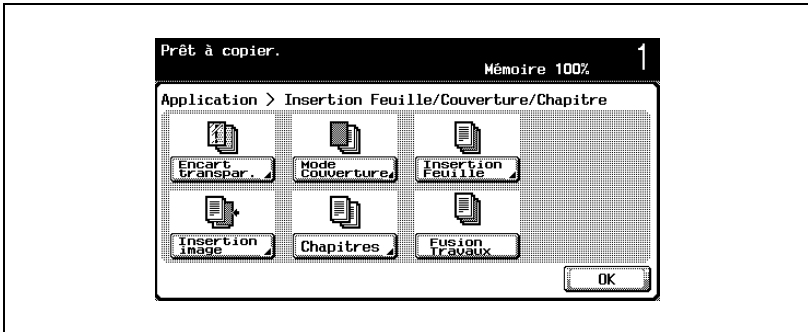 Prêt à copier.
Mémoire 100%
1
Application > Insertion Feuille/Couverture/Chapitre
Encart
transpar.
Mode
Couverture
Insertion
Feuille
Insertion
image
Chapitres
Fusion
Travaux
OK